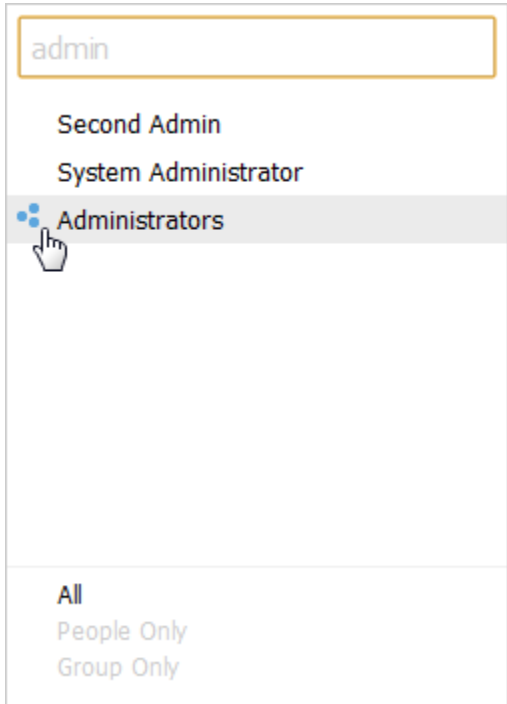 admin
Second Admin
System Administrator
Administrators
All
People Only
Group Only